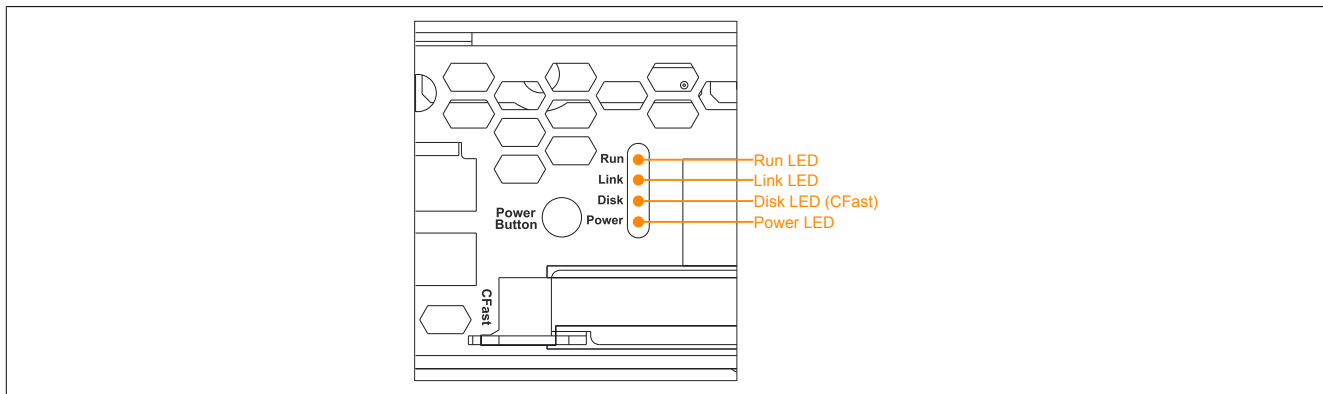 Run
Run LED
Link
Link LED
Disk
Disk LED (CFast)
Power
Button
Power
Power LED
CFast